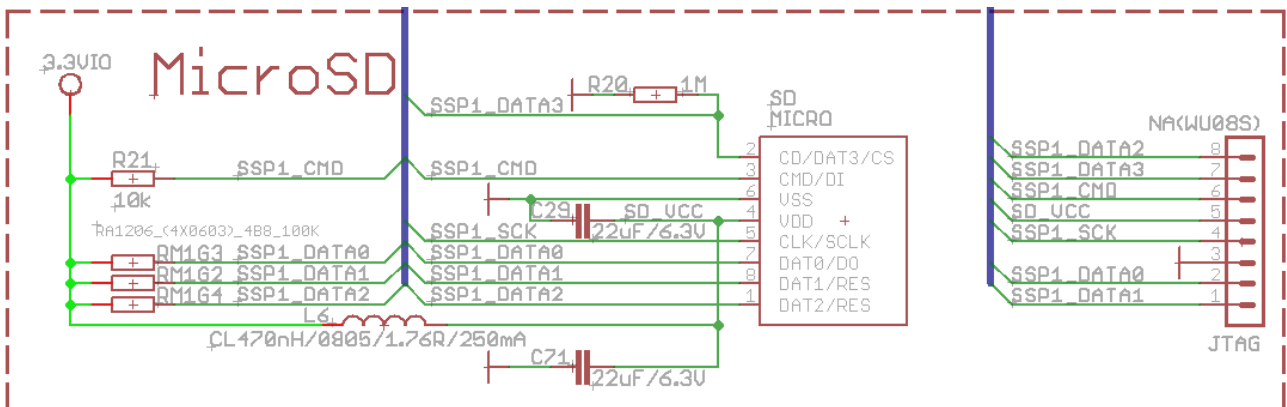 3.3VIO
MicroSD
R20 1M
SSP1_DATA3
SD
MICRO
NA(WU08S)
R21
10k
SSP1_CMD
SSP1_CMD
2 CD/DAT3/CS
3 CMD/DI
6 VSS
4 VDD
5 CLK/SCLK
7 DAT0/DO
8 DAT1/RES
1 DAT2/RES
C29
SD_VCC
22uF/6.3V
RA1206_(4X0603)_4B8_100K
SSP1_SCK
RM1G3 SSP1_DATA0
SSP1_DATA0
RM1G2 SSP1_DATA1
SSP1_DATA1
RM1G4 SSP1_DATA2
SSP1_DATA2
L6
CL470nH/0805/1.76R/250mA
C71
22uF/6.3V
SSP1_DATA2 8
SSP1_DATA3 7
SSP1_CMD 6
SD_VCC 5
SSP1_SCK 4
3
SSP1_DATA0 2
SSP1_DATA1 1
JTAG